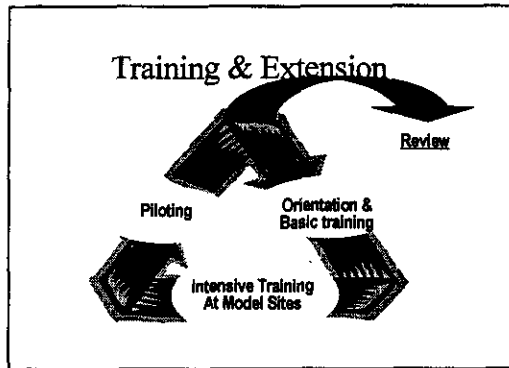 Training & Extension
Review
Piloting
Orientation &
Basic training
Intensive Training
At Model Sites